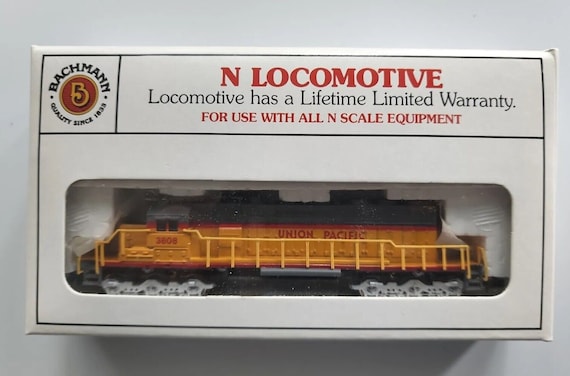 BACHMANN
B
QUALITY SINCE 1833
N LOCOMOTIVE
Locomotive has a Lifetime Limited Warranty.
FOR USE WITH ALL N SCALE EQUIPMENT
3808
UNION PACIFIC